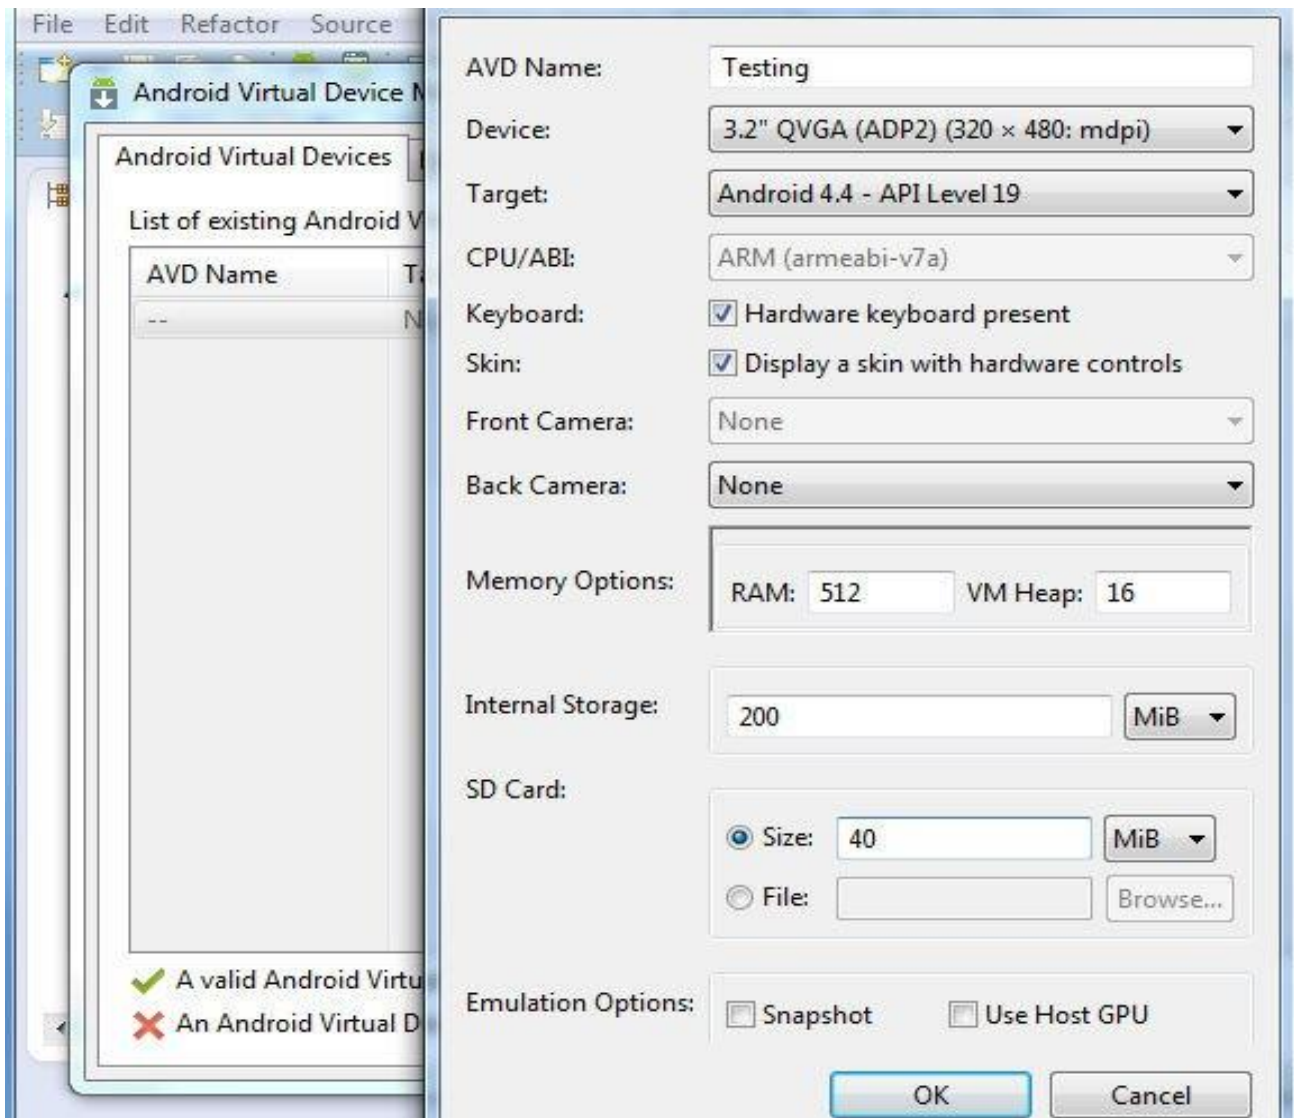 File Edit Refactor Source
Android Virtual Device
Android Virtual Devices
List of existing Android
AVD Name
--
A valid Android
An Android Virtual
AVD Name: Testing
Device: 3.2" QVGA (ADP2) (320 × 480: mdpi)
Target: Android 4.4 - API Level 19
CPU/ABI: ARM (armeabi-v7a)
Keyboard: Hardware keyboard present
Skin: Display a skin with hardware controls
Front Camera: None
Back Camera: None
Memory Options: RAM: 512 VM Heap: 16
Internal Storage: 200 MiB
SD Card:
Size: 40 MiB
File: Browse...
Emulation Options: Snapshot Use Host GPU
OK Cancel